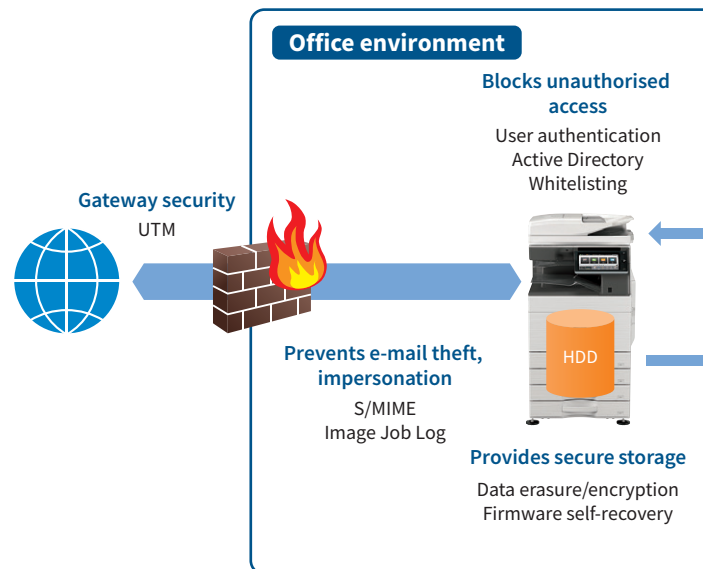 Office environment
Blocks unauthorised
access
User authentication
Active Directory
Whitelisting
Gateway security
UTM
HDD
Prevents e-mail theft,
impersonation
S/MIME
Image Job Log
Provides secure storage
Data erasure/encryption
Firmware self-recovery